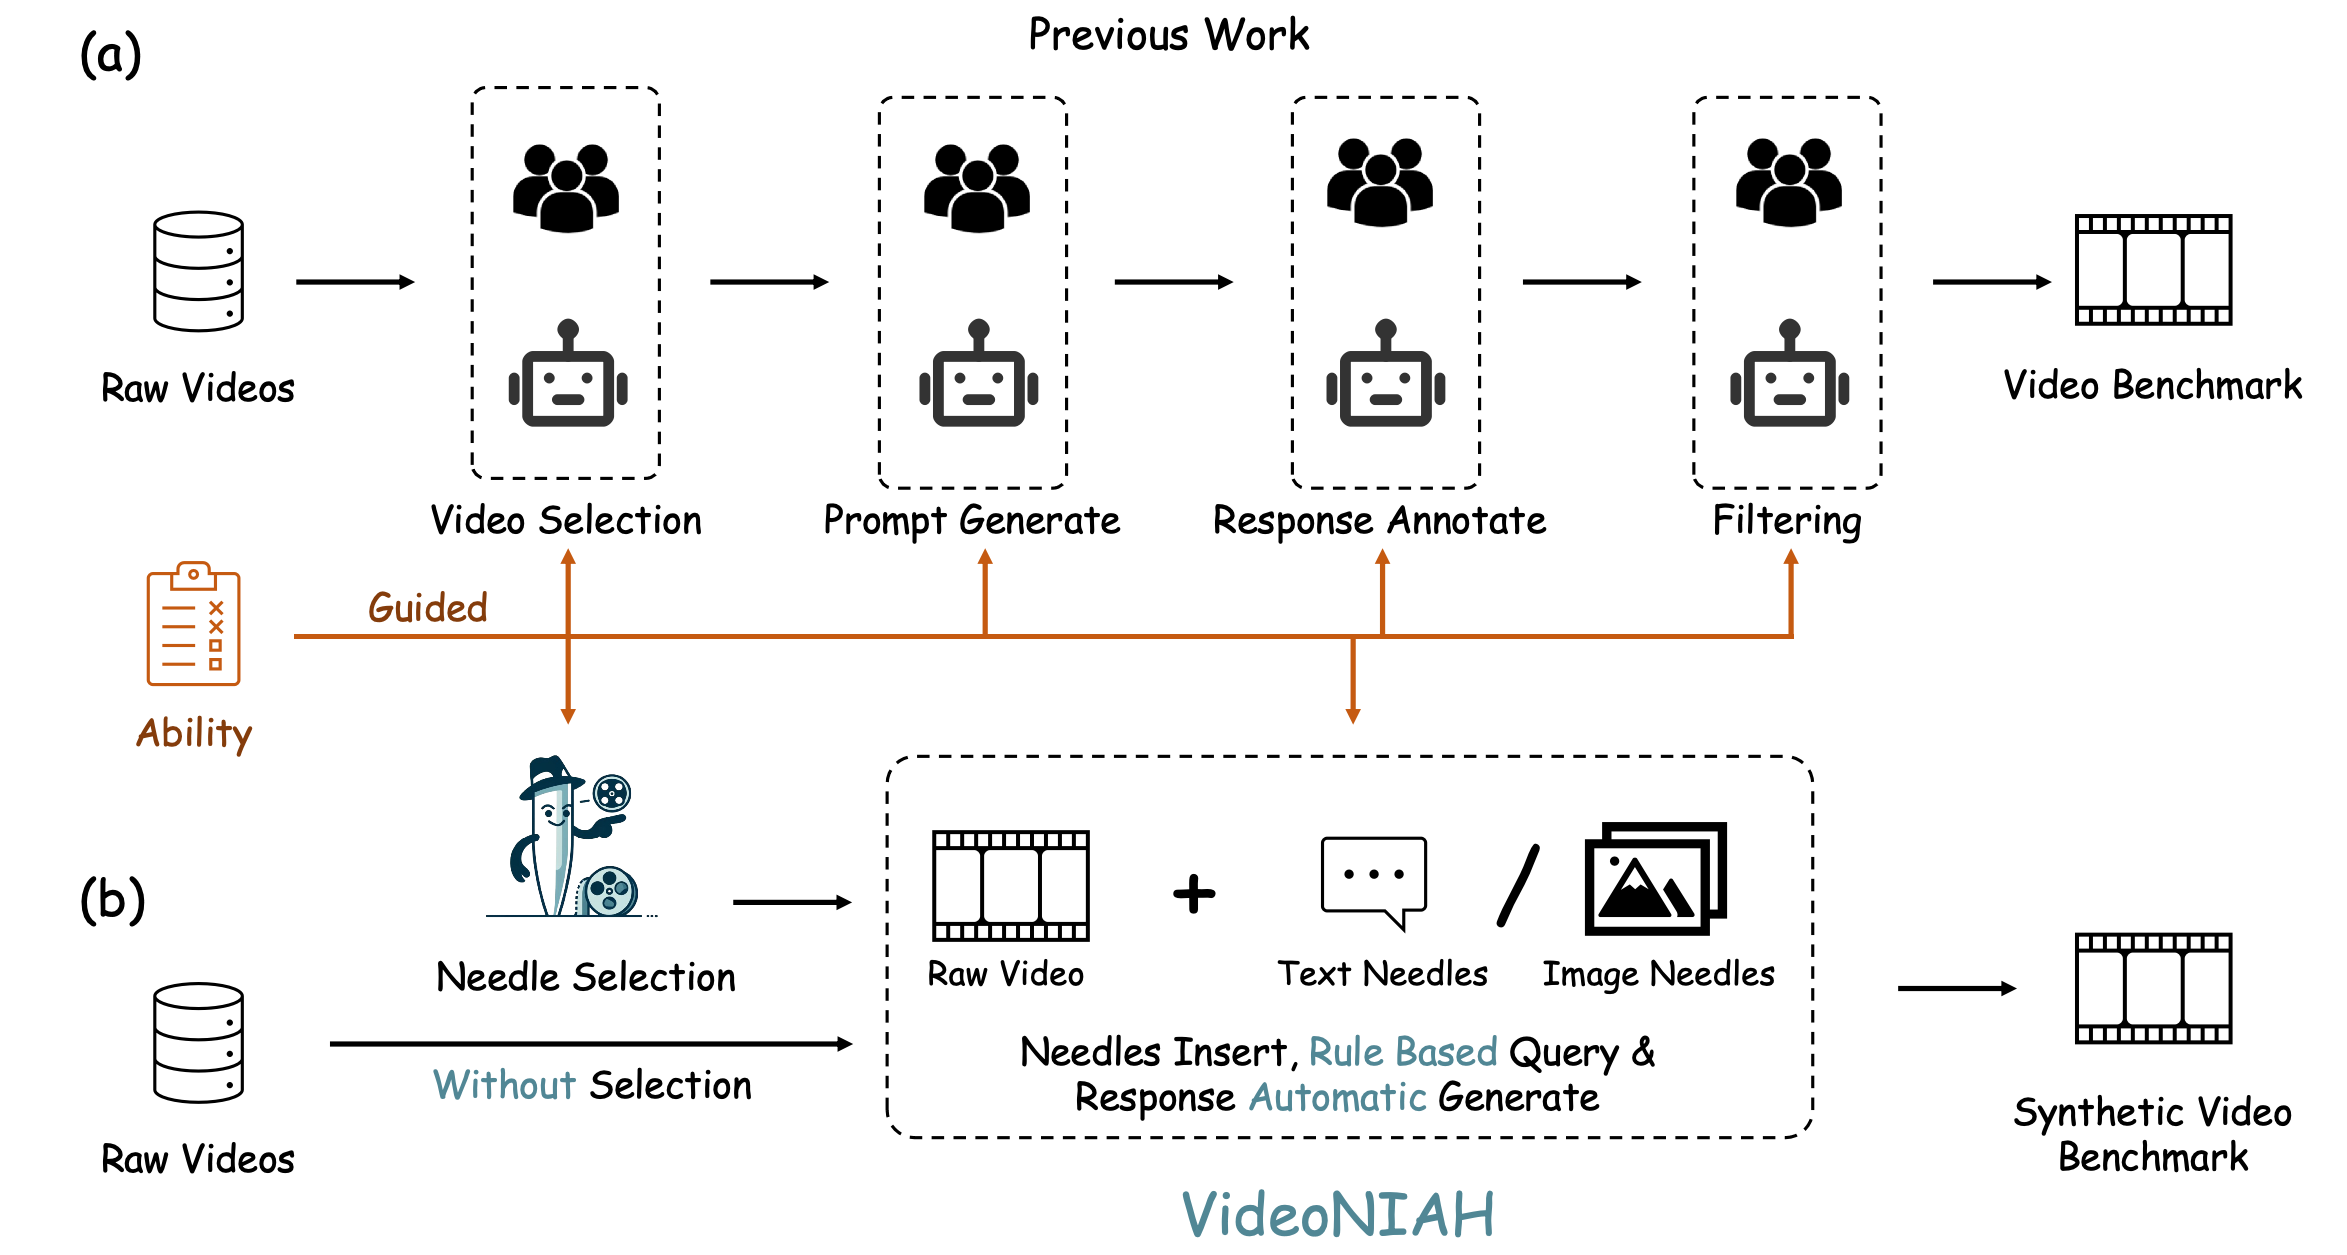 (a)
Previous Work
Raw Videos
Video Benchmark
Video Selection
Prompt Generate
Response Annotate
Filtering
Guided
Ability
(b)
Needle Selection
Raw Video
Text Needles
Image Needles
Needles Insert, Rule Based Query &
Response Automatic Generate
Without Selection
Raw Videos
Synthetic Video
Benchmark
VideoNIAH